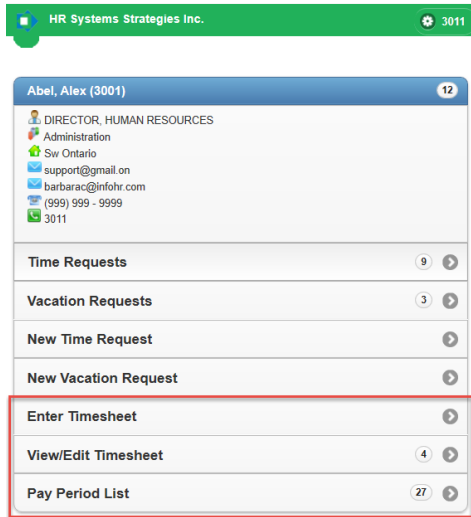 HR Systems Strategies Inc.
3011
Abel, Alex (3001)
12
DIRECTOR, HUMAN RESOURCES
Administration
Sw Ontario
support@gmail.on
barbarac@infohr.com
(999) 999 - 9999
3011
Time Requests
9
Vacation Requests
3
New Time Request
New Vacation Request
Enter Timesheet
View/Edit Timesheet
4
Pay Period List
27